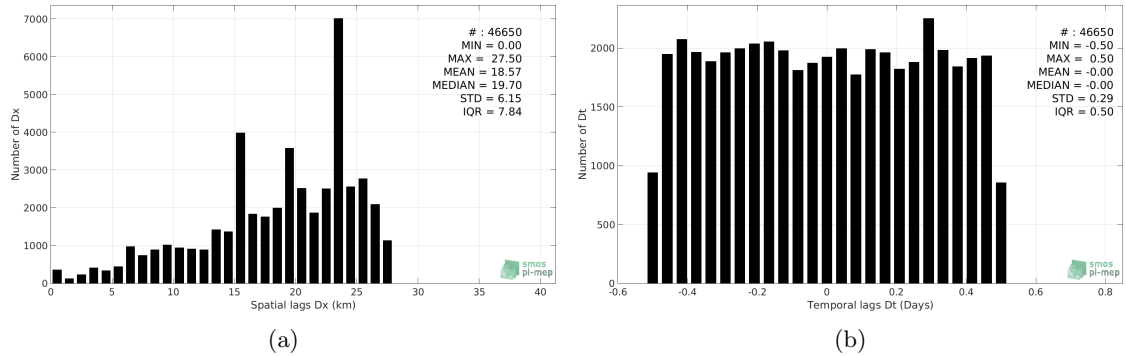 7000
6000
5000
4000
3000
2000
1000
0
Number of Dx
# : 46650
MIN = 0.00
MAX = 27.50
MEAN = 18.57
MEDIAN = 19.70
STD = 6.15
IQR = 7.84
smos
pi-mep
0 5 10 15 20 25 30 35 40
Spatial lags Dx (km)
(a)
2000
1500
1000
500
0
Number of Dt
# : 46650
MIN = -0.50
MAX = 0.50
MEAN = -0.00
MEDIAN = -0.00
STD = 0.29
IQR = 0.50
smos
pi-mep
-0.6 -0.4 -0.2 0 0.2 0.4 0.6 0.8
Temporal lags Dt (Days)
(b)